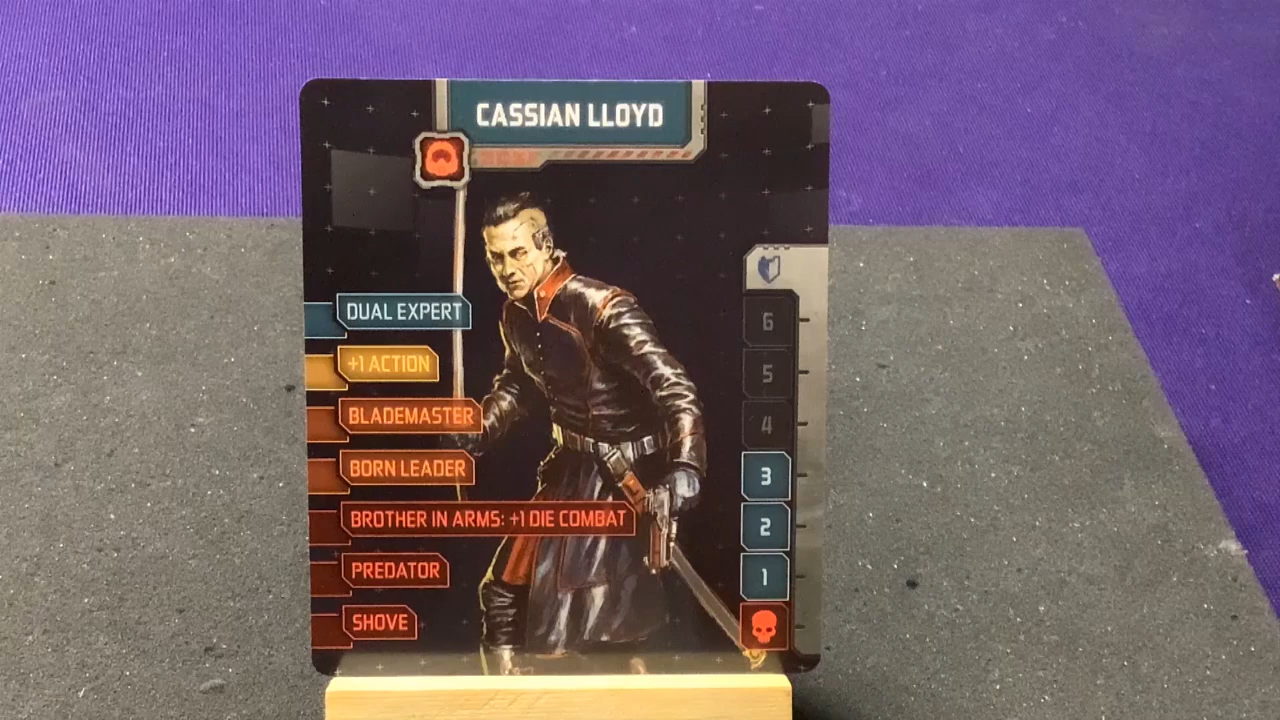 CASSIAN LLOYD
DUAL EXPERT
+1 ACTION
BLADEMASTER
BORN LEADER
BROTHER IN ARMS: +1 DIE COMBAT
PREDATOR
SHOVE
6
5
4
3
2
1